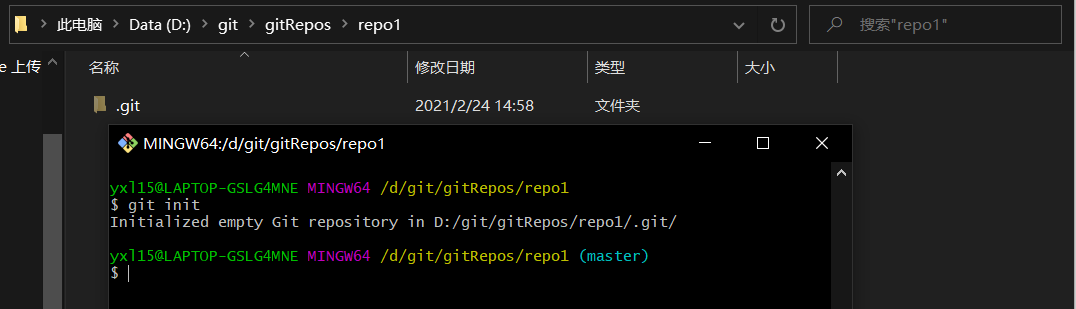 此电脑 > Data (D:) > git > gitRepos > repo1
搜索"repo1"
e 上传
名称 修改日期 类型 大小
.git 2021/2/24 14:58 文件夹
MINGW64:/d/git/gitRepos/repo1
yxl15@LAPTOP-GSLG4MNE MINGW64 /d/git/gitRepos/repo1
$ git init
Initialized empty Git repository in D:/git/gitRepos/repo1/.git/
yxl15@LAPTOP-GSLG4MNE MINGW64 /d/git/gitRepos/repo1 (master)
$